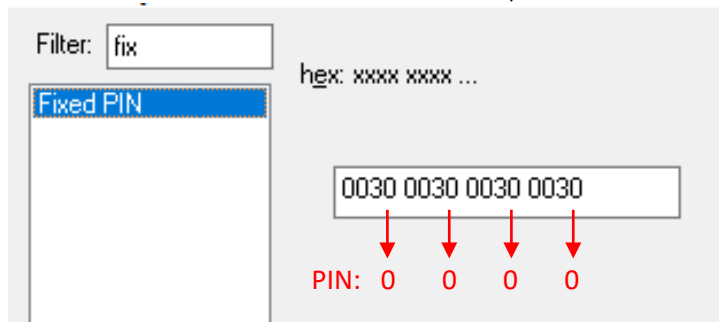 Filter: fix
hex: xxxx xxxx ...
Fixed PIN
0030 0030 0030 0030
PIN: 0 0 0 0